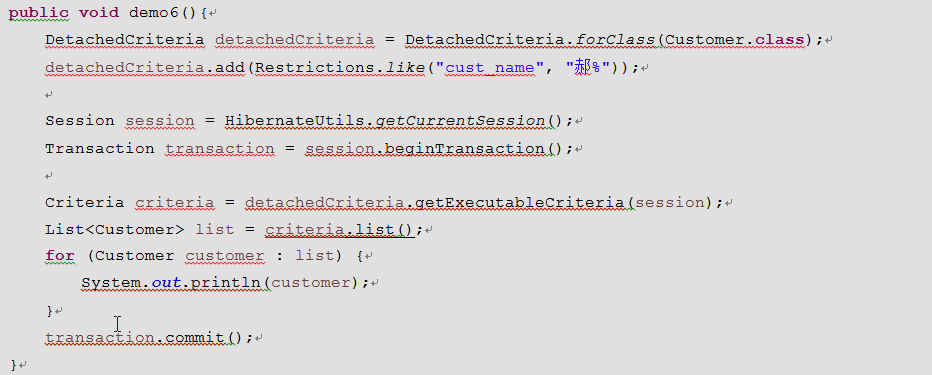 public void demo6(){
DetachedCriteria detachedCriteria = DetachedCriteria.forClass(Customer.class);
detachedCriteria.add(Restrictions.like("cust_name", "郝%"));
Session session = HibernateUtils.getCurrentSession();
Transaction transaction = session.beginTransaction();
Criteria criteria = detachedCriteria.getExecutableCriteria(session);
List<Customer> list = criteria.list();
for (Customer customer : list) {
System.out.println(customer);
}
transaction.commit();
}